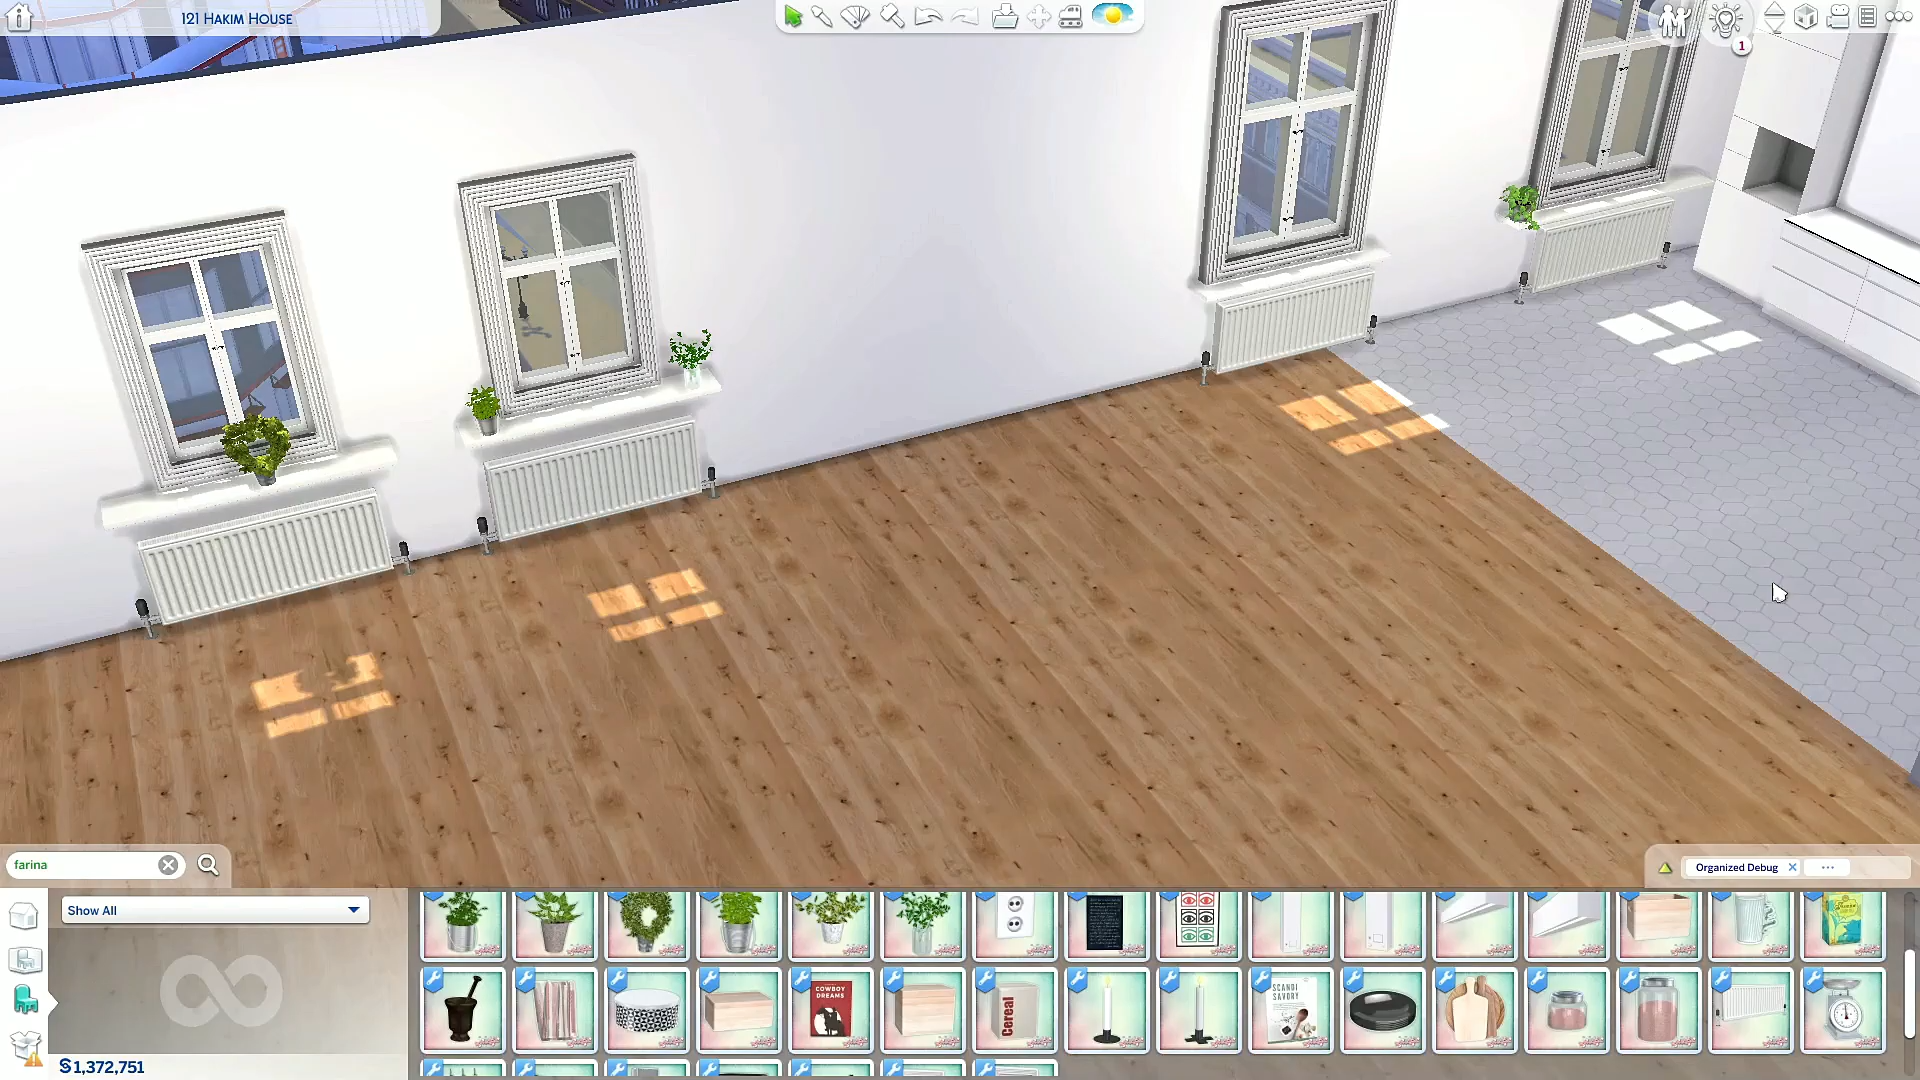 121 Hakim House
1
farina
Organized Debug
Show All
COWBOY
DREAMS
Cereal
SCANDI
SAVORY
§1,372,751